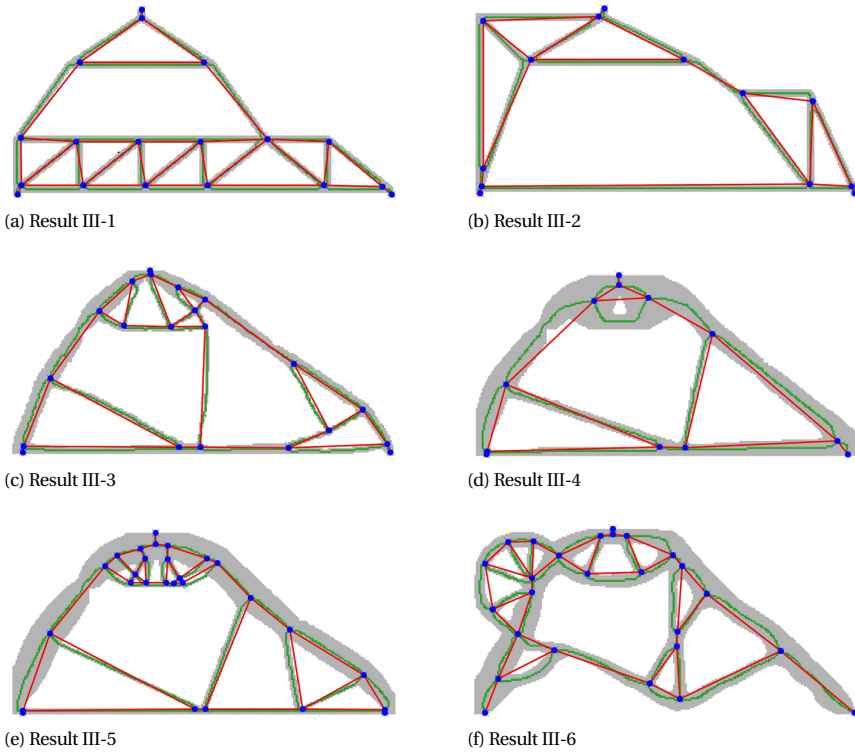 (a) Result III-1
(b) Result III-2
(c) Result III-3
(d) Result III-4
(e) Result III-5
(f) Result III-6